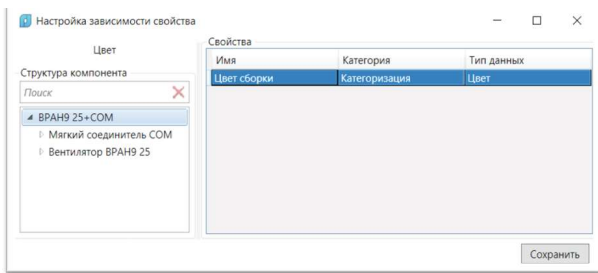 Настройка зависимости свойства
Цвет
Структура компонента
Поиск
ВРАН9 25+СОМ
Мягкий соединитель СОМ
Вентилятор ВРАН9 25
Свойства
Имя Категория Тип данных
Цвет сборки Категоризация Цвет
Сохранить